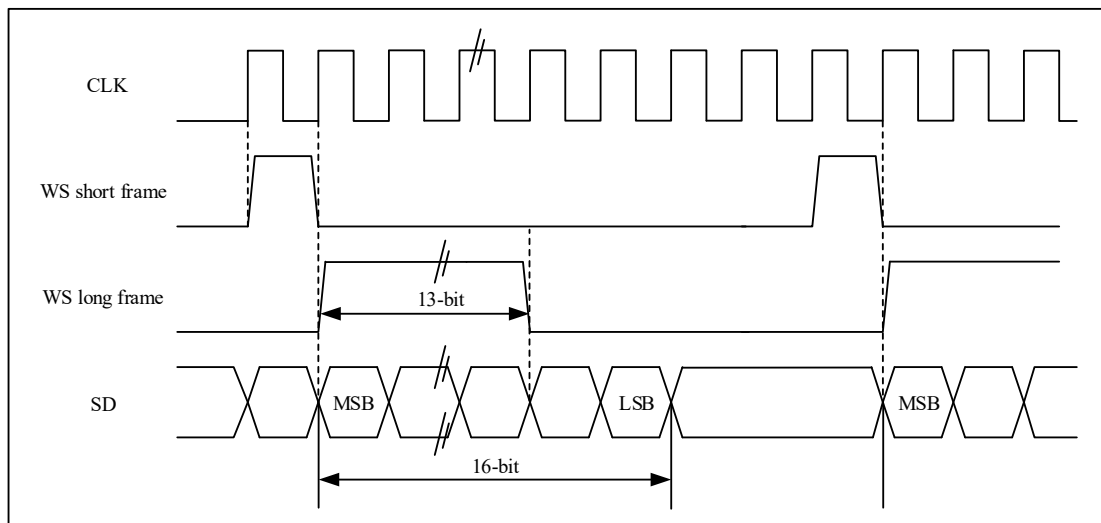 CLK
WS short frame
WS long frame
13-bit
SD
MSB
LSB
MSB
16-bit